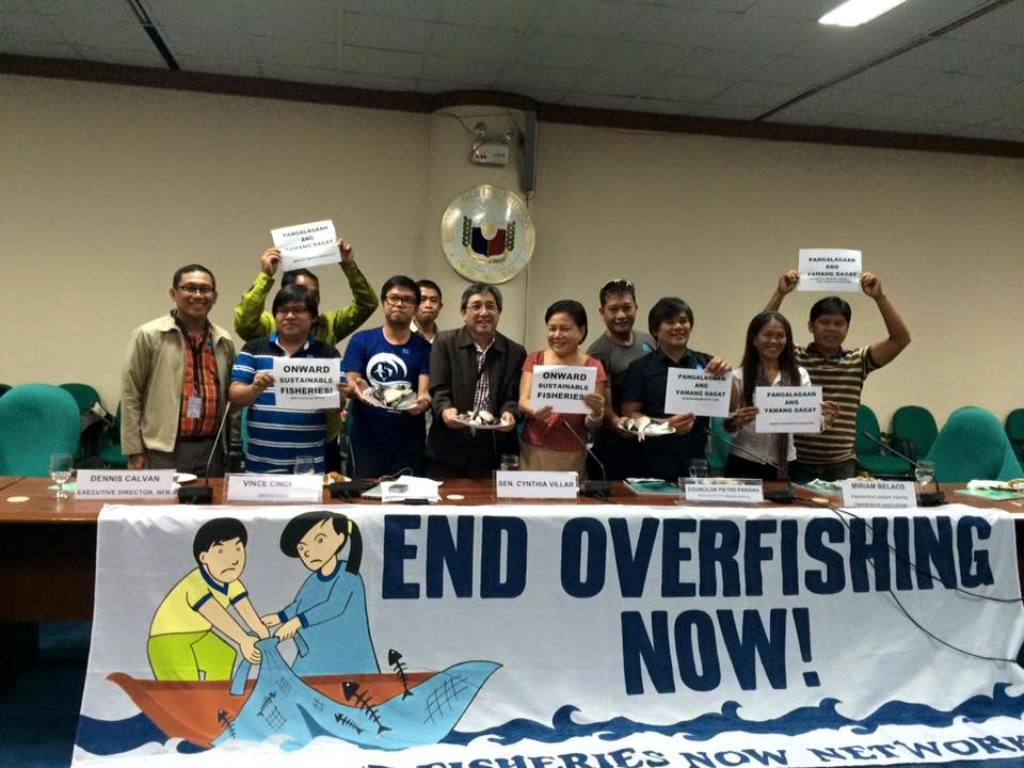 PANGALAGAAN
ANG
YAMANG DAGAT
PANGALAGAAN
ANG
YAMANG DAGAT
ONWARD
SUSTAINABLE
FISHERIES!
ONWARD
SUSTAINABLE
FISHERIES!
PANGALAGAAN
ANG
YAMANG DAGAT
PANGALAGAAN
ANG
YAMANG DAGAT
DENNIS CALVAN
EXECUTIVE DIRECTOR, NFR
VINCE
SEN. CYNTHIA VILLAR
COUNCILOR PIETRO
MIRIAM BELAOS
END OVERFISHING
NOW!
FISHERIES NOW NETWORK